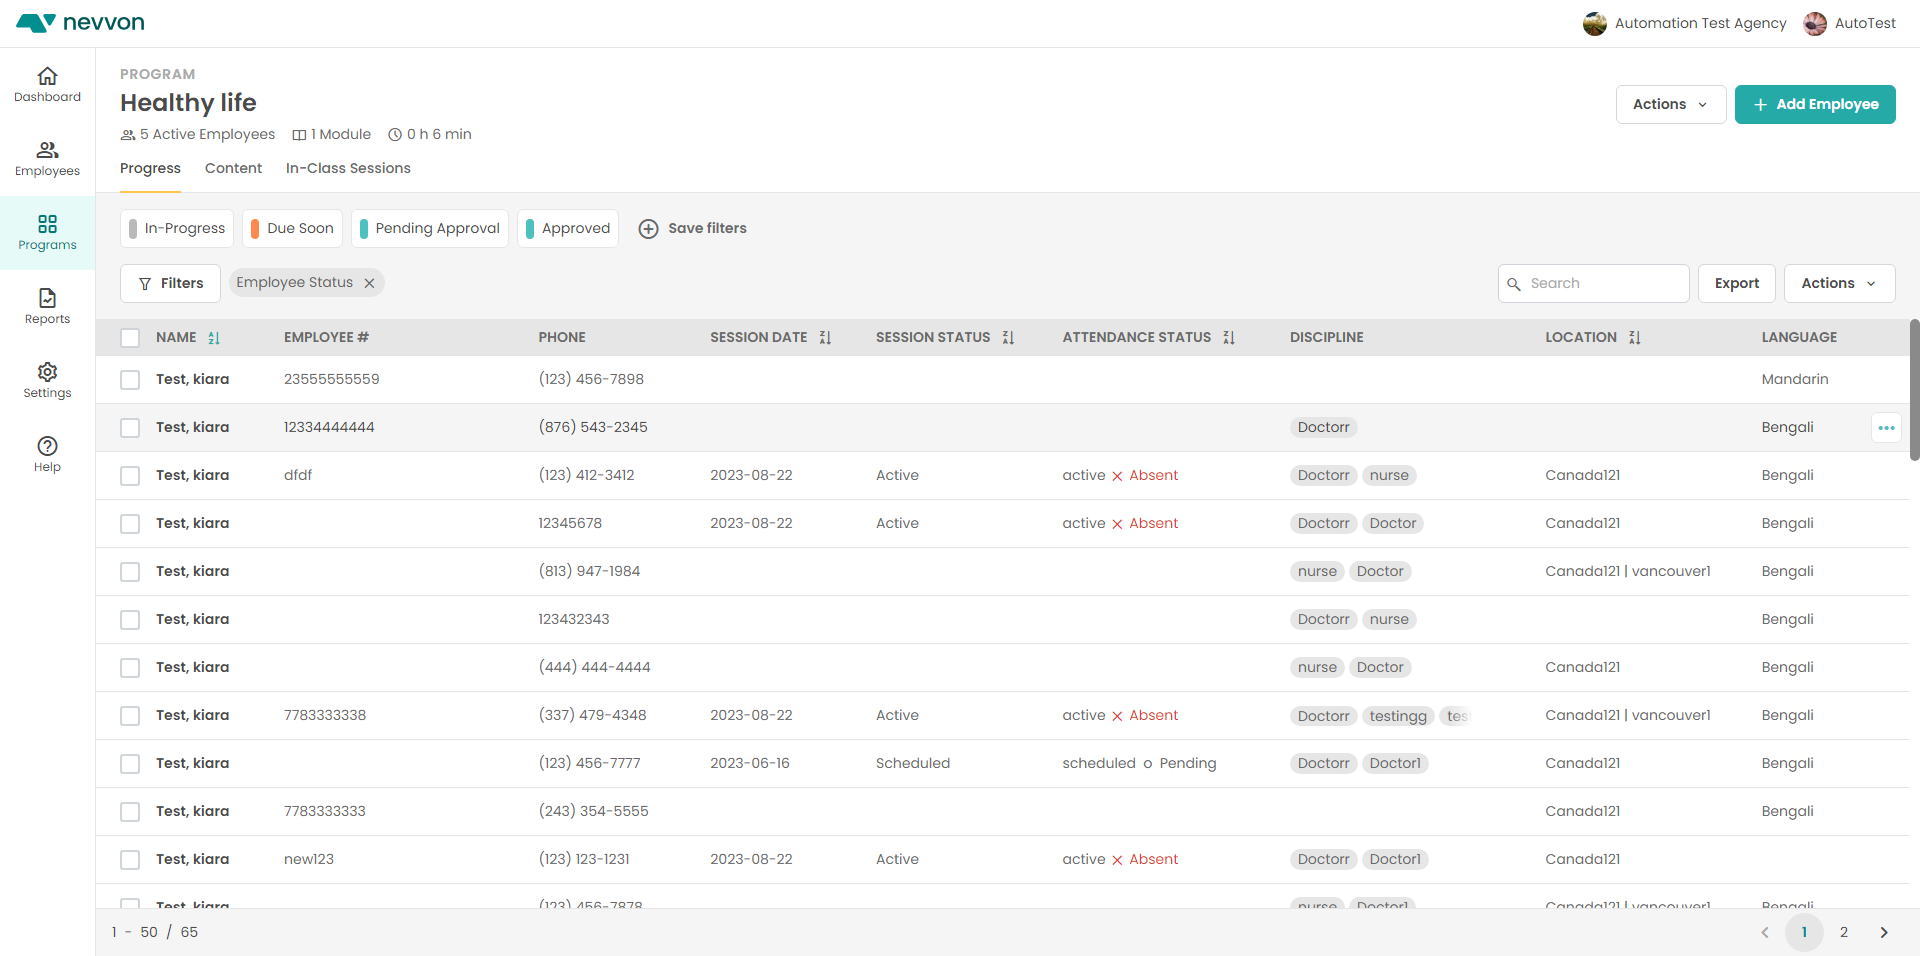 nevvon
Automation Test Agency AutoTest
Dashboard
Employees
Programs
Reports
Settings
Help
PROGRAM
Healthy life
5 Active Employees 1 Module 0 h 6 min
Actions + Add Employee
Progress Content In-Class Sessions
In-Progress Due Soon Pending Approval Approved Save filters
Filters Employee Status Search Export Actions
NAME EMPLOYEE # PHONE SESSION DATE SESSION STATUS ATTENDANCE STATUS DISCIPLINE LOCATION LANGUAGE
Test, kiara 23555555559 (123) 456-7898 Mandarin
Test, kiara 12334444444 (876) 543-2345 Doctorr Bengali
Test, kiara dfdf (123) 412-3412 2023-08-22 Active active × Absent Doctorr nurse Canada121 Bengali
Test, kiara 12345678 2023-08-22 Active active × Absent Doctorr Doctor Canada121 Bengali
Test, kiara (813) 947-1984 nurse Doctor Canada121 | vancouver1 Bengali
Test, kiara 123432343 Doctorr nurse Bengali
Test, kiara (444) 444-4444 nurse Doctor Canada121 Bengali
Test, kiara 7783333338 (337) 479-4348 2023-08-22 Active active × Absent Doctorr testingg tes Canada121 | vancouver1 Bengali
Test, kiara (123) 456-7777 2023-06-16 Scheduled scheduled o Pending Doctorr Doctor1 Canada121 Bengali
Test, kiara 7783333333 (243) 354-5555 Canada121 Bengali
Test, kiara new123 (123) 123-1231 2023-08-22 Active active × Absent Doctorr Doctor1 Canada121
Test, kiara (123) 456-7878 nurse Doctor1 Canada121 | vancouver1 Bengali
1 - 50 / 65 < 1 2 >